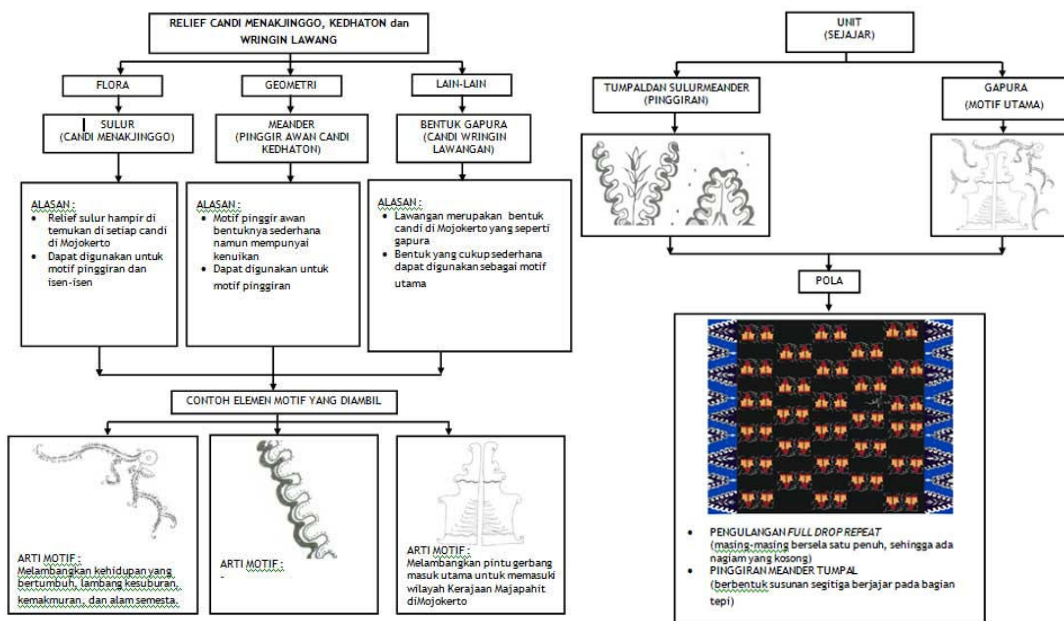 RELIEF CANDI MENAKJINGGO, KEDHATON dan
WRINGIN LAWANG
FLORA
GEOMETRI
LAIN-LAIN
SULUR
(CANDI MENAKJINGGO)
MEANDER
(PINGGIR AWAN CANDI
KEDHATON)
BENTUK GAPURA
(CANDI WRINGIN
LAWANGAN)
ALASAN :
• Relief sulur hampir di
temukan di setiap candi
di Mojokerto
• Dapat digunakan untuk
motif pinggiran dan
isen-isen
ALASAN :
• Motif pinggir awan
bentuknya sederhana
namun mempunyai
kenuikan
• Dapat digunakan untuk
motif pinggiran
ALASAN :
• Lawangan merupakan bentuk
candi di Mojokerto yang seperti
gapura
• Bentuk yang cukup sederhana
dapat digunakan sebagai motif
utama
CONTOH ELEMEN MOTIF YANG DIAMBIL
ARTI MOTIF :
Melambangkan kehidupan yang
bertumbuh, lambang kesuburan,
kemakmuran, dan alam semesta.
ARTI MOTIF :
-
ARTI MOTIF :
Melambangkan pintu gerbang
masuk utama untuk memasuki
wilayah Kerajaan Majapahit
diMojokerto
UNIT
(SEJAJAR)
TUMPALDAN SULURMEANDER
(PINGGIRAN)
GAPURA
(MOTIF UTAMA)
POLA
• PENGULANGAN FULL DROP REPEAT
(masing-masing bersela satu penuh, sehingga ada
nagiam yang kosong)
• PINGGIRAN MEANDER TUMPAL
(berbentuk susunan segitiga berjajar pada bagian
tepi)